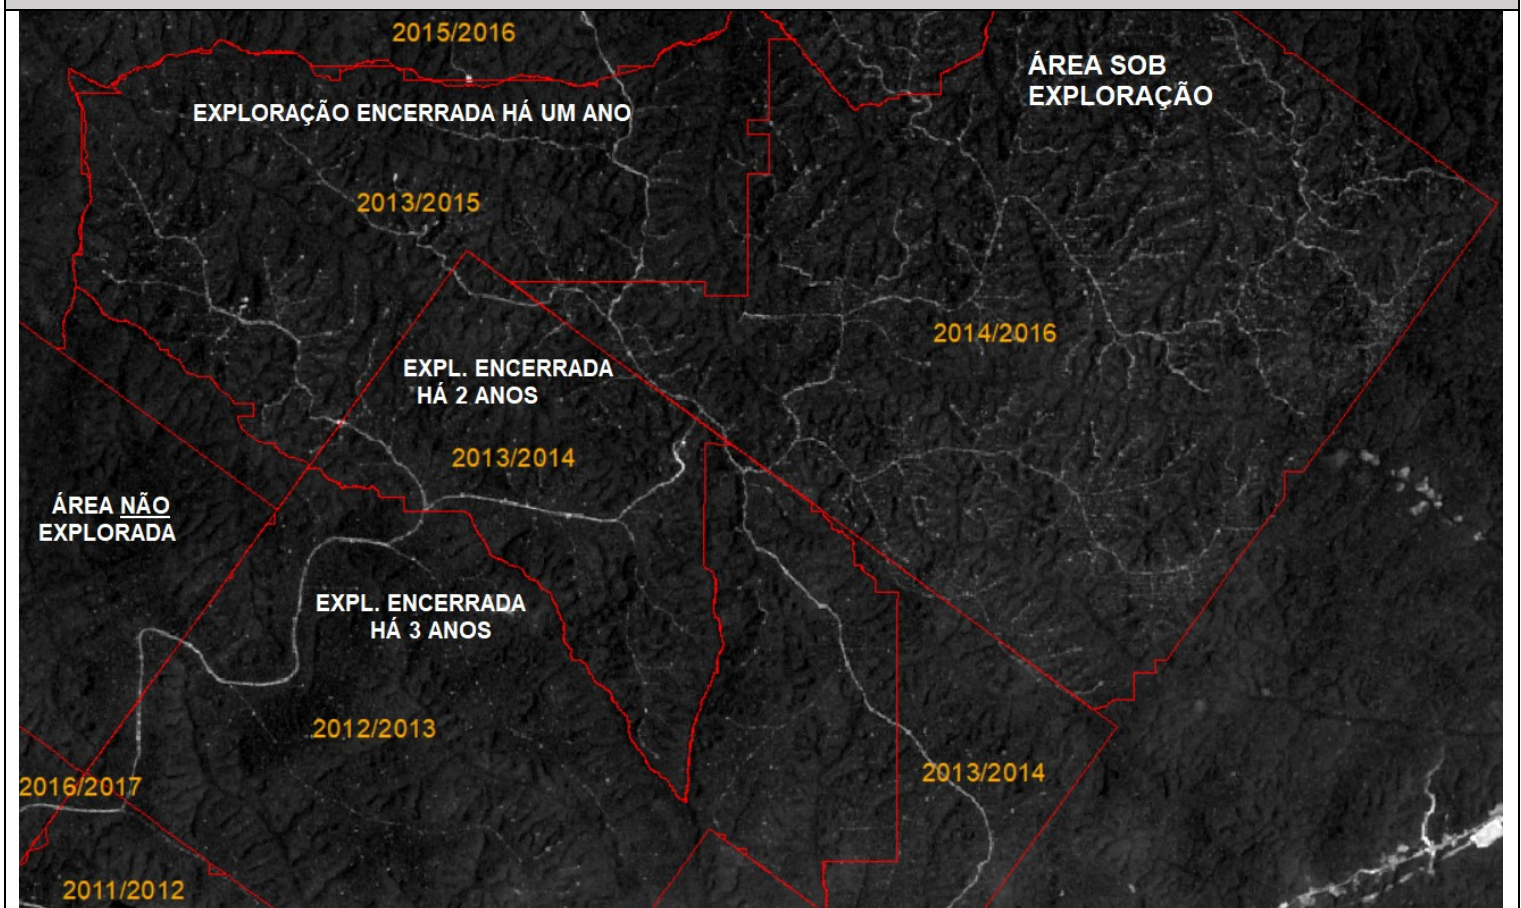 2015/2016
ÁREA SOB
EXPLORAÇÃO
EXPLORAÇÃO ENCERRADA HÁ UM ANO
2013/2015
2014/2016
EXPL. ENCERRADA
HÁ 2 ANOS
2013/2014
ÁREA NÃO
EXPLORADA
EXPL. ENCERRADA
HÁ 3 ANOS
2012/2013
2013/2014
2016/2017
2011/2012